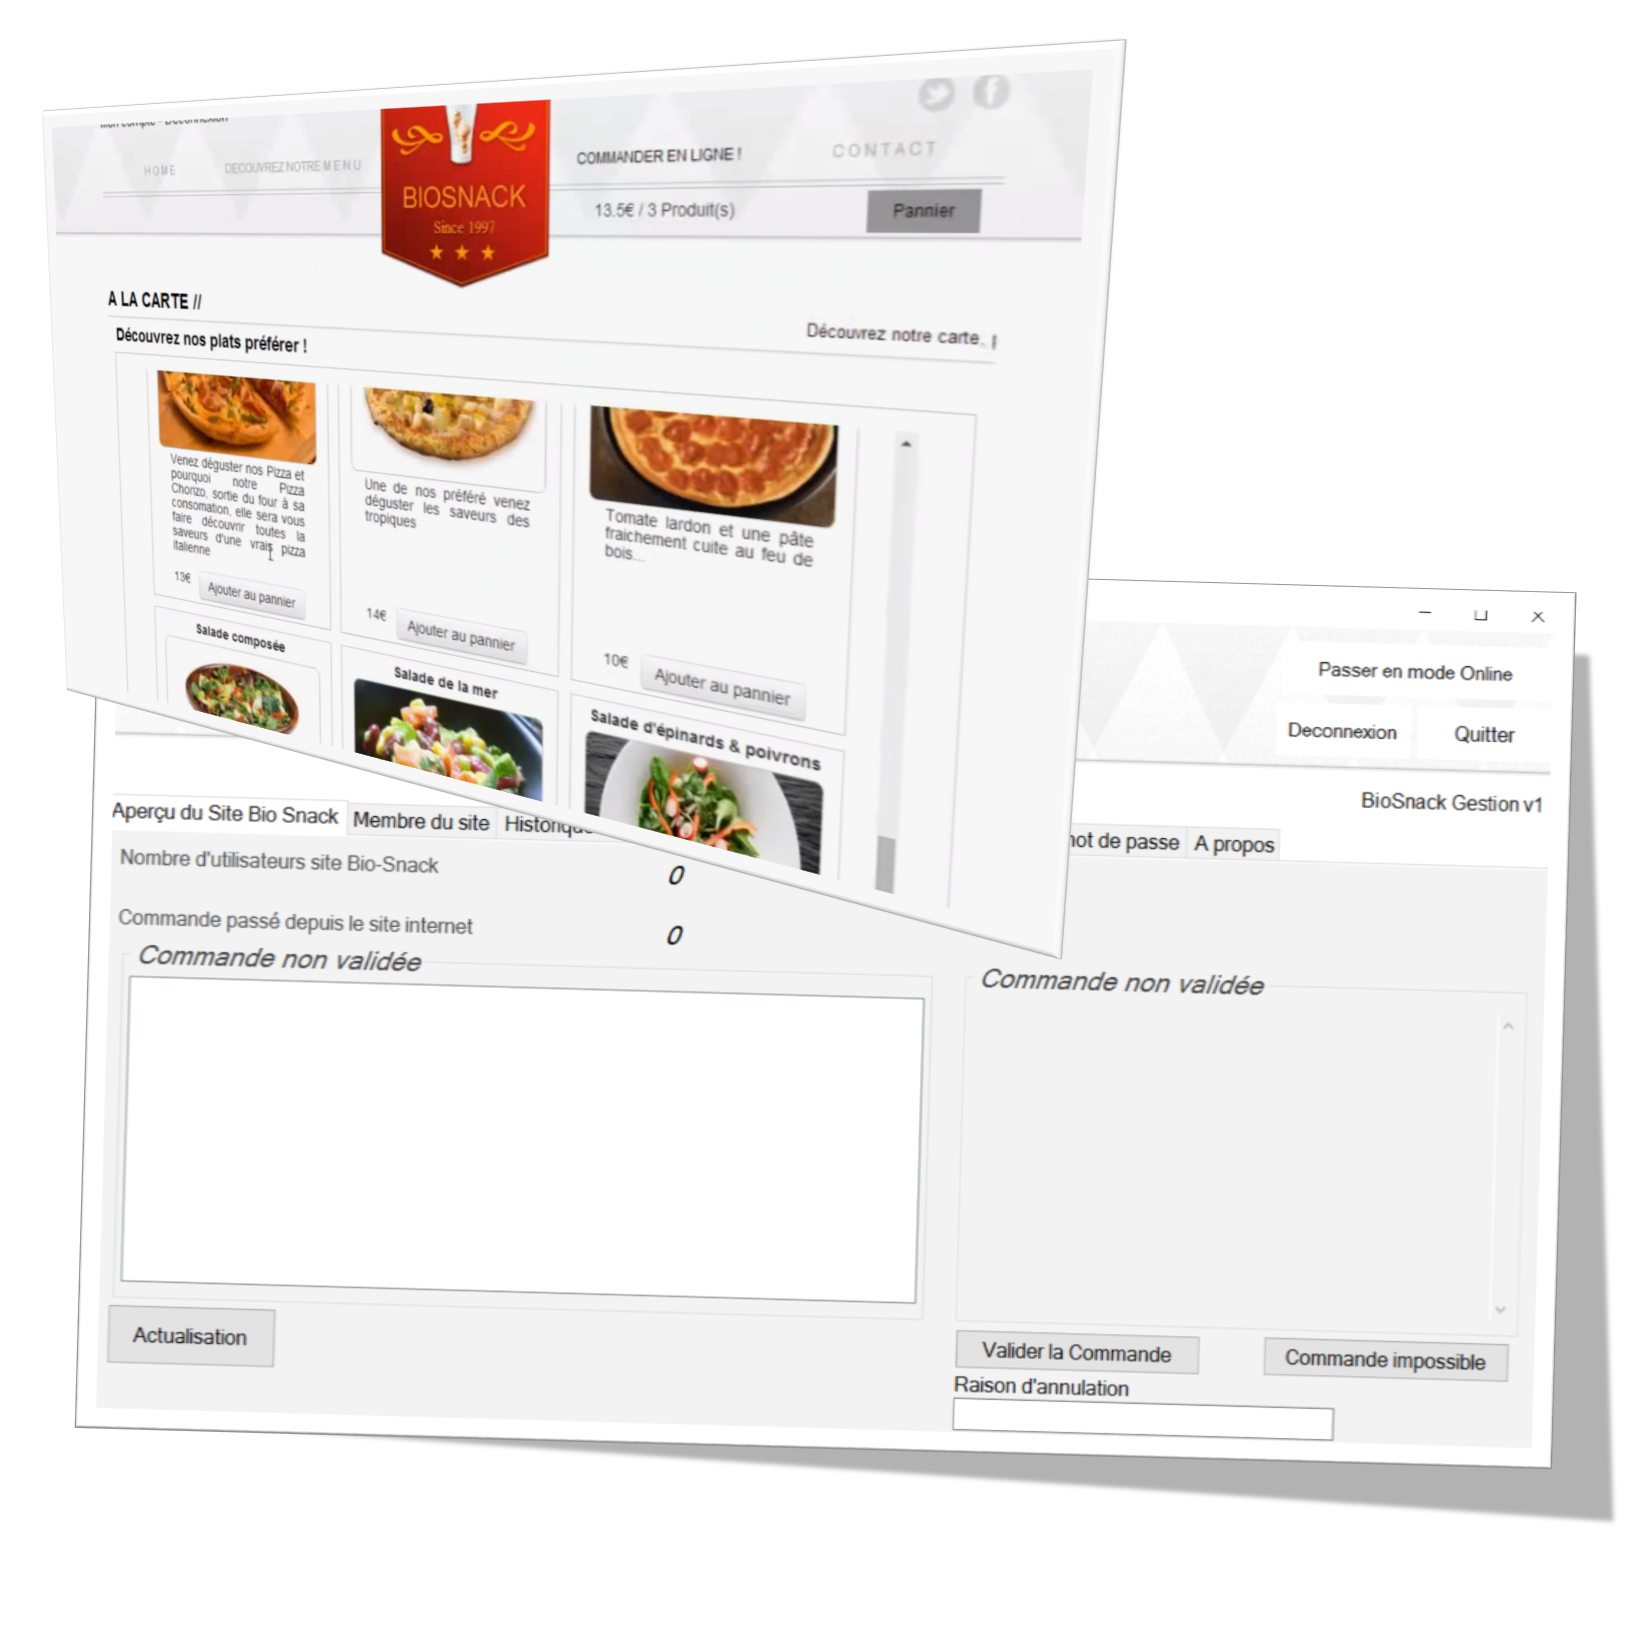 Mon compte - Deconnexion
HOME
DECOUVREZ NOTRE MENU
COMMANDER EN LIGNE !
CONTACT
BIOSNACK
Since 1997
13.5€ / 3 Produit(s)
Pannier
A LA CARTE //
Découvrez notre carte.
Découvrez nos plats préférer !
Venez déguster nos Pizza et
pourquoi notre Pizza
Chorizo, sortie du four à sa
consomation, elle sera vous
faire découvrir toutes la
saveurs d'une vrais pizza
italienne
13€
Ajouter au pannier
Une de nos préféré venez
déguster les saveurs des
tropiques
14€
Ajouter au pannier
Tomate lardon et une pâte
fraichement cuite au feu de
bois...
10€
Ajouter au pannier
Salade composée
Salade de la mer
Salade d'épinards & poivrons
Passer en mode Online
Deconnexion
Quitter
BioSnack Gestion v1
Aperçu du Site Bio Snack
Membre du site
Historique
mot de passe
A propos
Nombre d'utilisateurs site Bio-Snack
0
Commande passé depuis le site internet
0
Commande non validée
Commande non validée
Actualisation
Valider la Commande
Commande impossible
Raison d'annulation